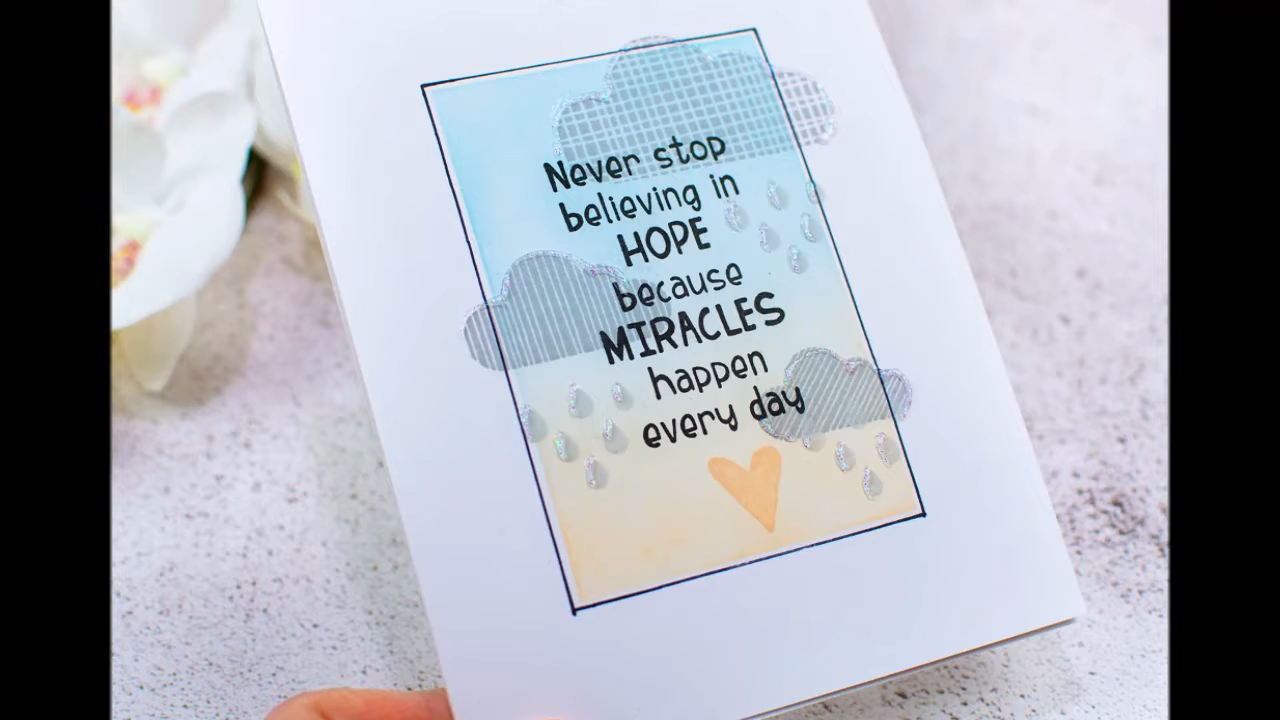 Never stop
believing in
HOPE
because
MIRACLES
happen
every day